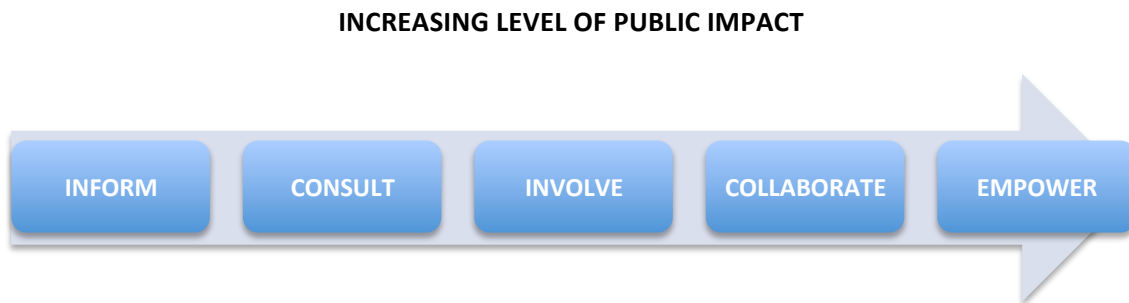 INCREASING LEVEL OF PUBLIC IMPACT
INFORM
CONSULT
INVOLVE
COLLABORATE
EMPOWER